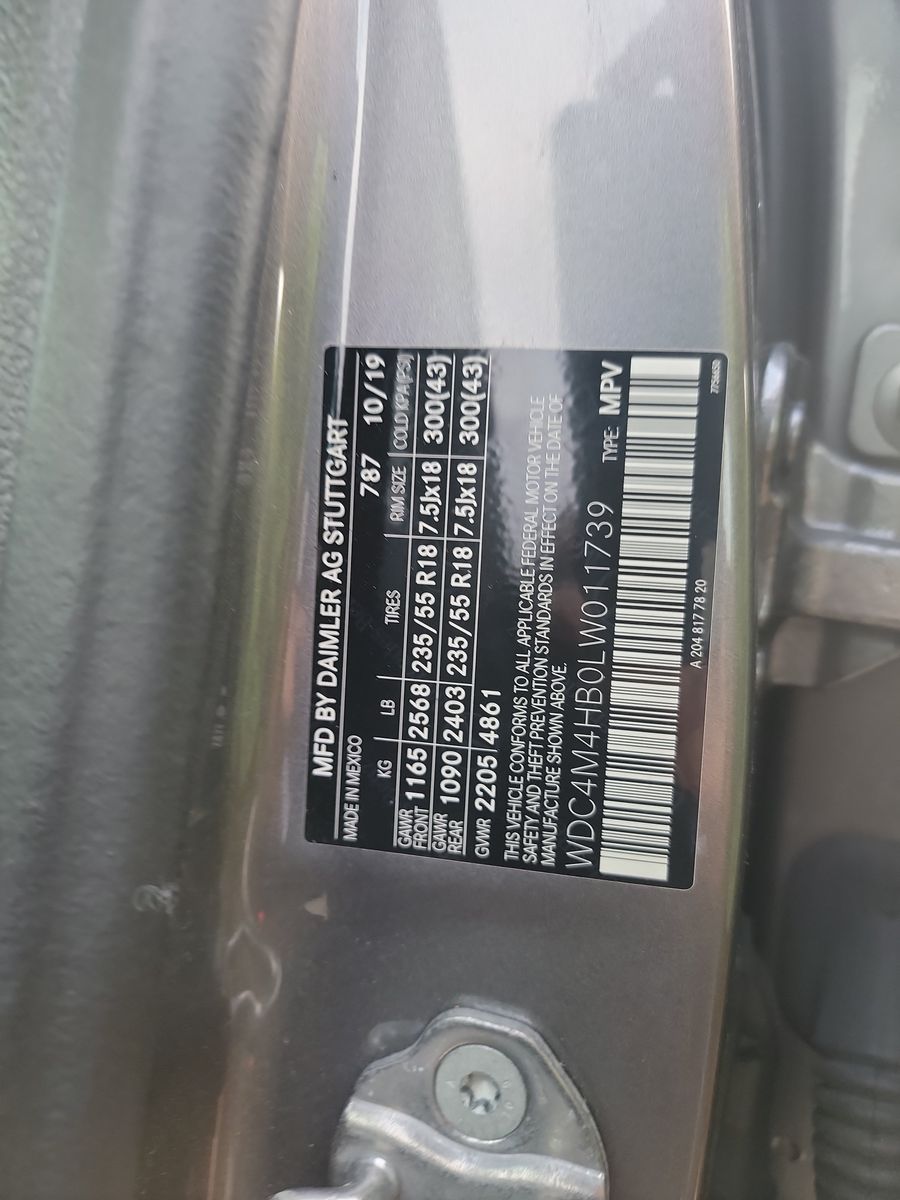 MFD BY DAIMLER AG STUTTGART
MADE IN MEXICO 787 10/19
KG LB TIRES RIM SIZE COLD KPA (PSI)
GAWR FRONT 1165 2568 235/55 R18 7.5Jx18 300(43)
GAWR REAR 1090 2403 235/55 R18 7.5Jx18 300(43)
GVWR 2205 4861
THIS VEHICLE CONFORMS TO ALL APPLICABLE FEDERAL MOTOR VEHICLE
SAFETY AND THEFT PREVENTION STANDARDS IN EFFECT ON THE DATE OF
MANUFACTURE SHOWN ABOVE.
WDC4M4HB0LW011739 TYPE: MPV
A 204 817 78 20